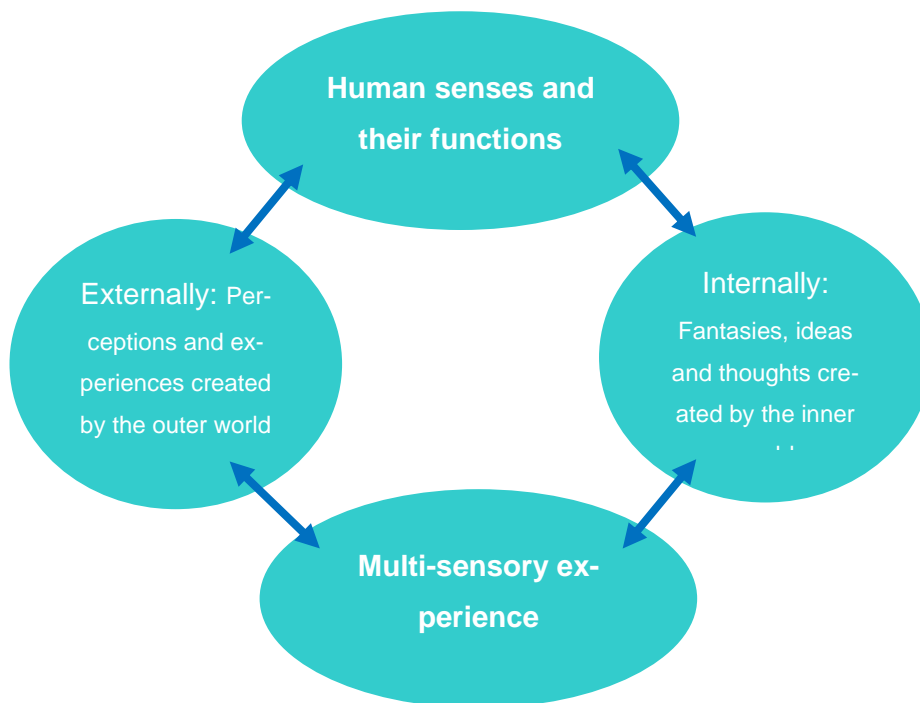 Human senses and
their functions
Externally: Per-
ceptions and ex-
periences created
by the outer world
Internally:
Fantasies, ideas
and thoughts cre-
ated by the inner
Multi-sensory ex-
perience